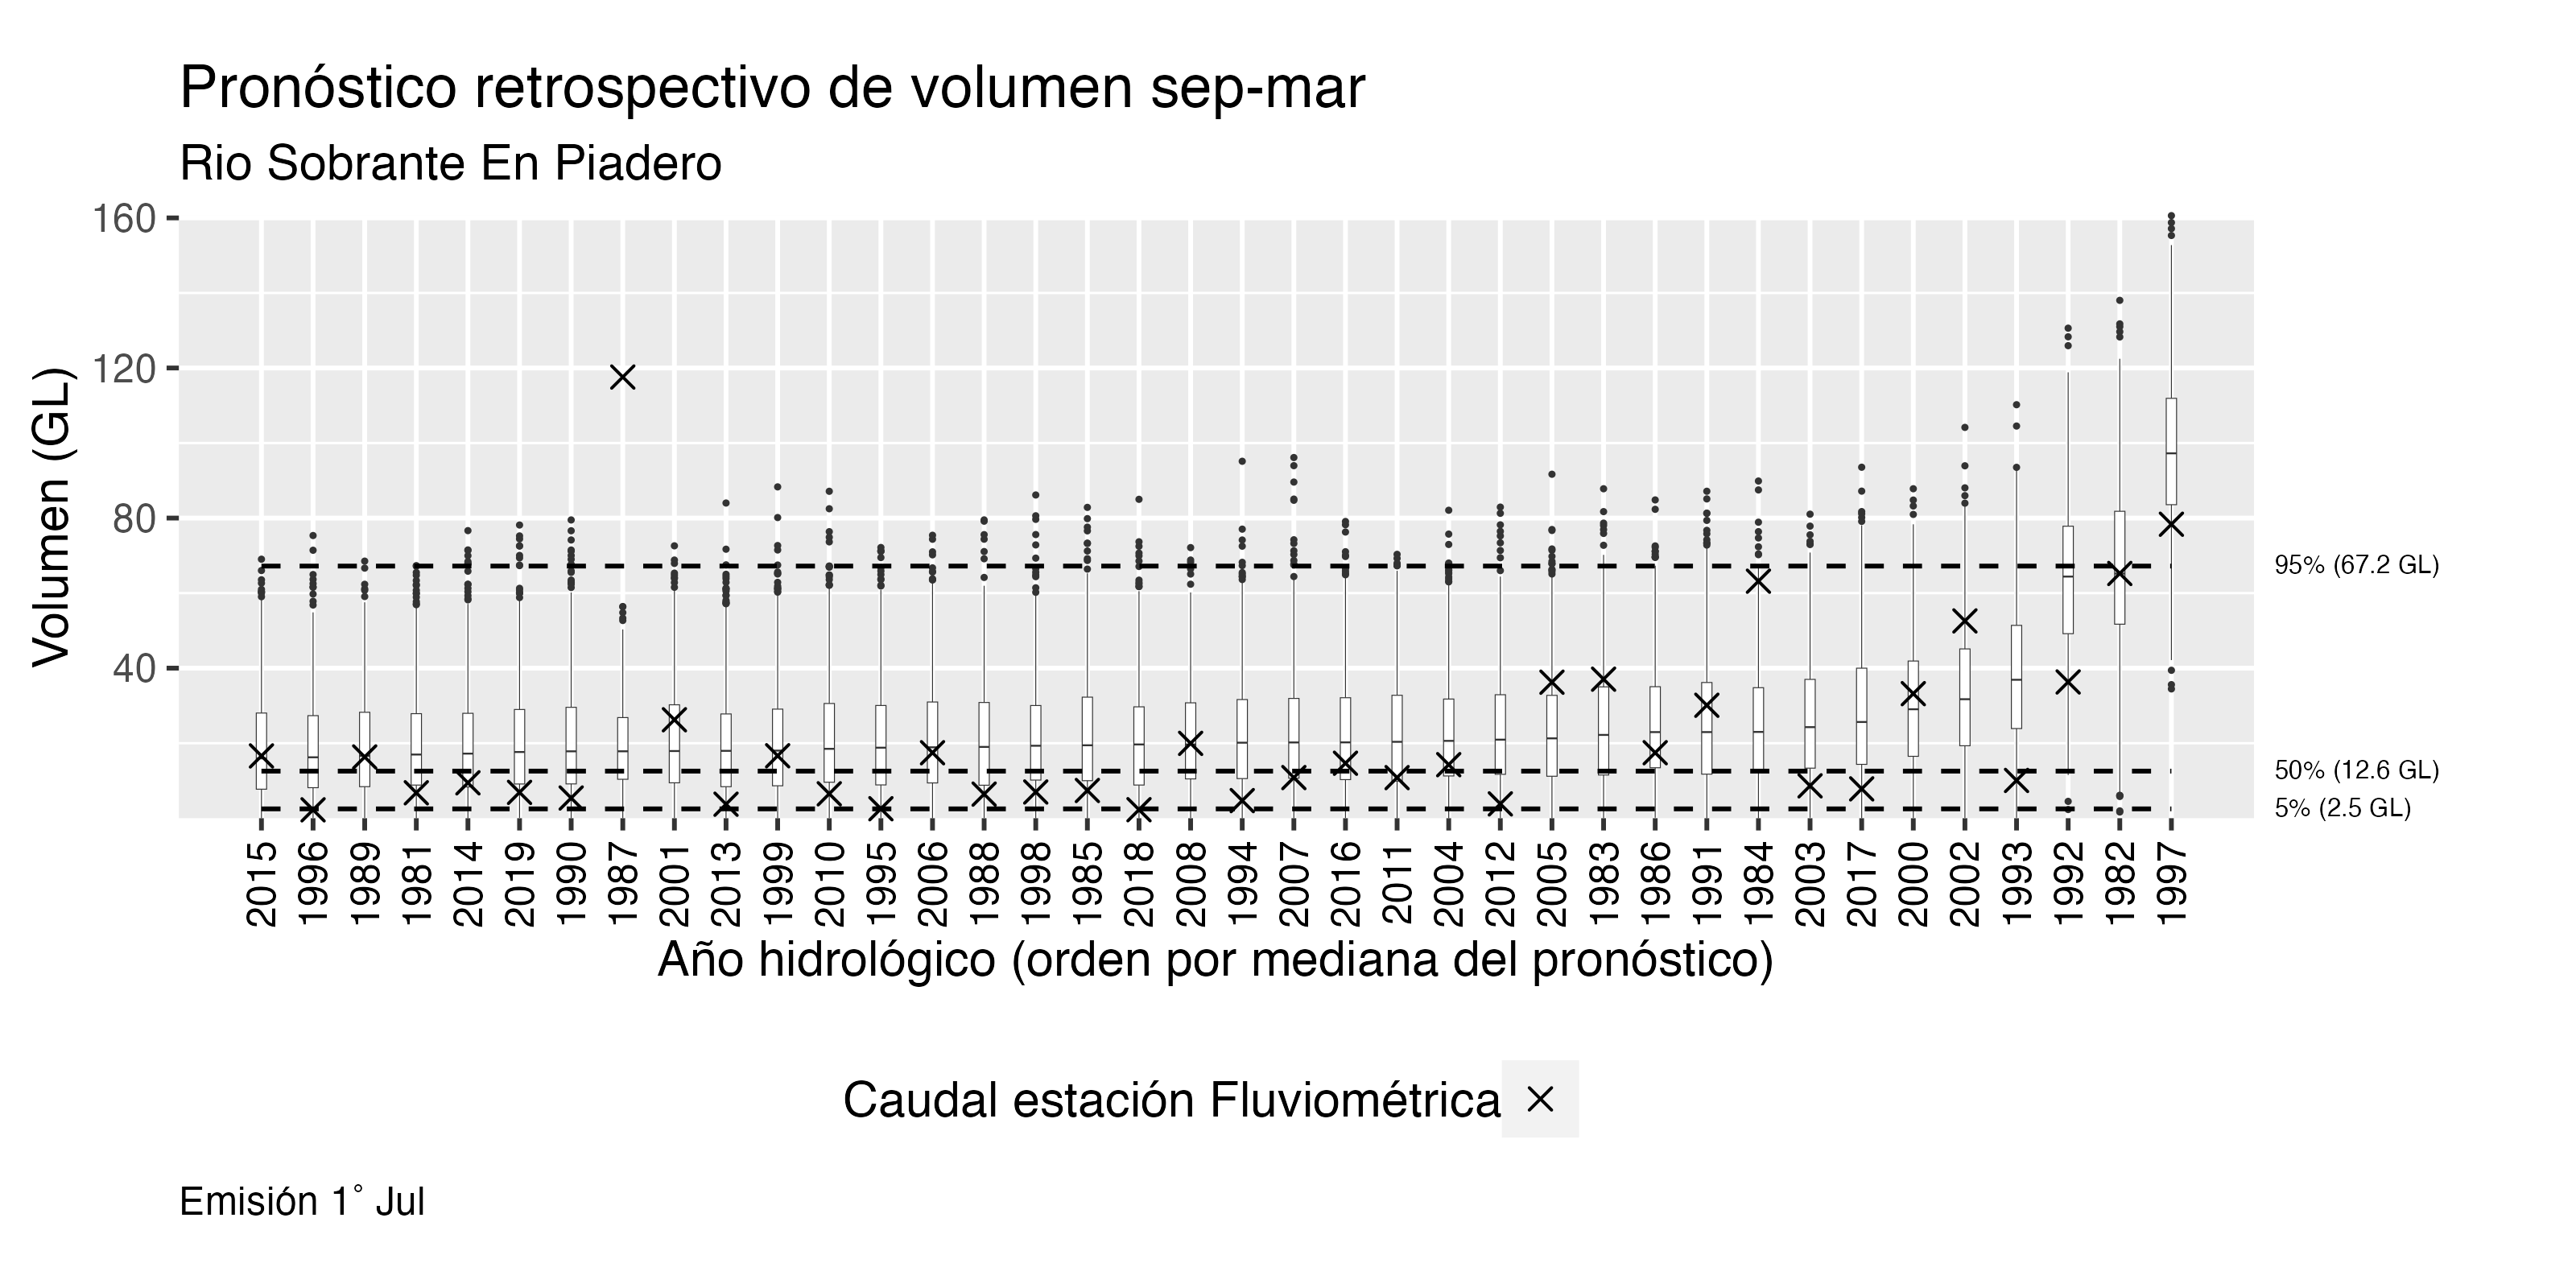 Pronóstico retrospectivo de volumen sep-mar
Rio Sobrante En Piadero
Volumen (GL)
160
120
80
40
95% (67.2 GL)
50% (12.6 GL)
5% (2.5 GL)
2015 1996 1989 1981 2014 2019 1990 1987 2001 2013 1999 2010 1995 2006 1988 1998 1985 2018 2008 1994 2007 2016 2011 2004 2012 2005 1983 1986 1991 1984 2003 2017 2000 2002 1993 1992 1982 1997
Año hidrológico (orden por mediana del pronóstico)
Caudal estación Fluviométrica
Emisión 1° Jul